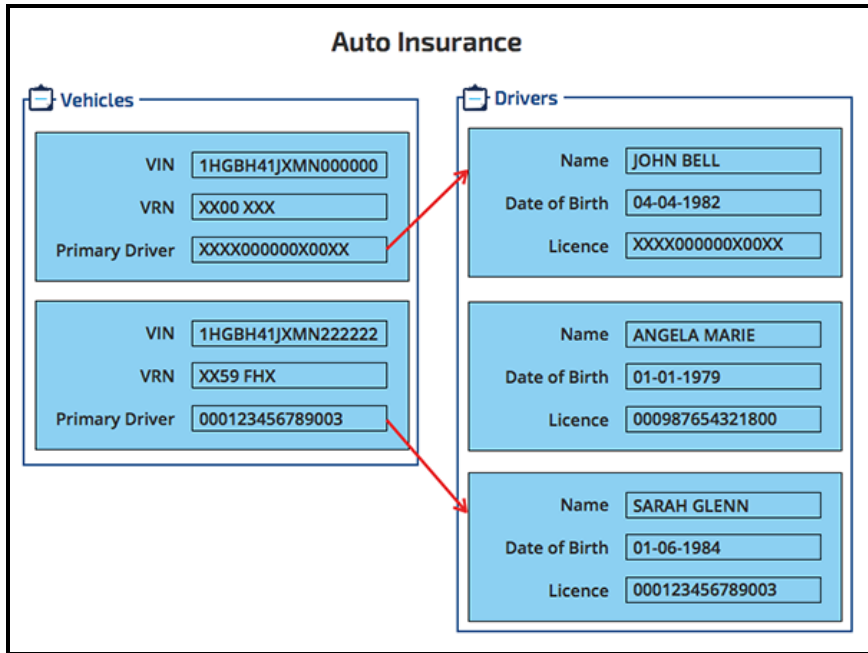 Auto Insurance
Vehicles
VIN 1HGBH41JXMN000000
VRN XX00 XXX
Primary Driver XXXX000000X00XX
VIN 1HGBH41JXMN222222
VRN XX59 FHX
Primary Driver 000123456789003
Drivers
Name JOHN BELL
Date of Birth 04-04-1982
Licence XXXX000000X00XX
Name ANGELA MARIE
Date of Birth 01-01-1979
Licence 000987654321800
Name SARAH GLENN
Date of Birth 01-06-1984
Licence 000123456789003